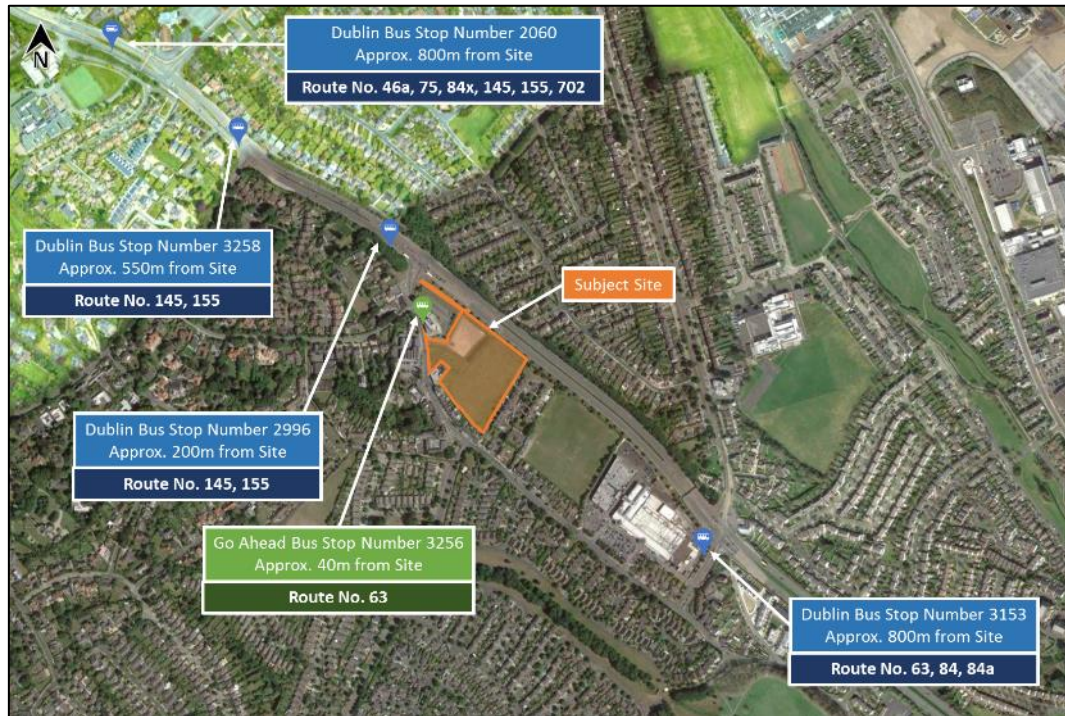 N
Dublin Bus Stop Number 2060
Approx. 800m from Site
Route No. 46a, 75, 84x, 145, 155, 702
Dublin Bus Stop Number 3258
Approx. 550m from Site
Route No. 145, 155
Subject Site
Dublin Bus Stop Number 2996
Approx. 200m from Site
Route No. 145, 155
Go Ahead Bus Stop Number 3256
Approx. 40m from Site
Route No. 63
Dublin Bus Stop Number 3153
Approx. 800m from Site
Route No. 63, 84, 84a